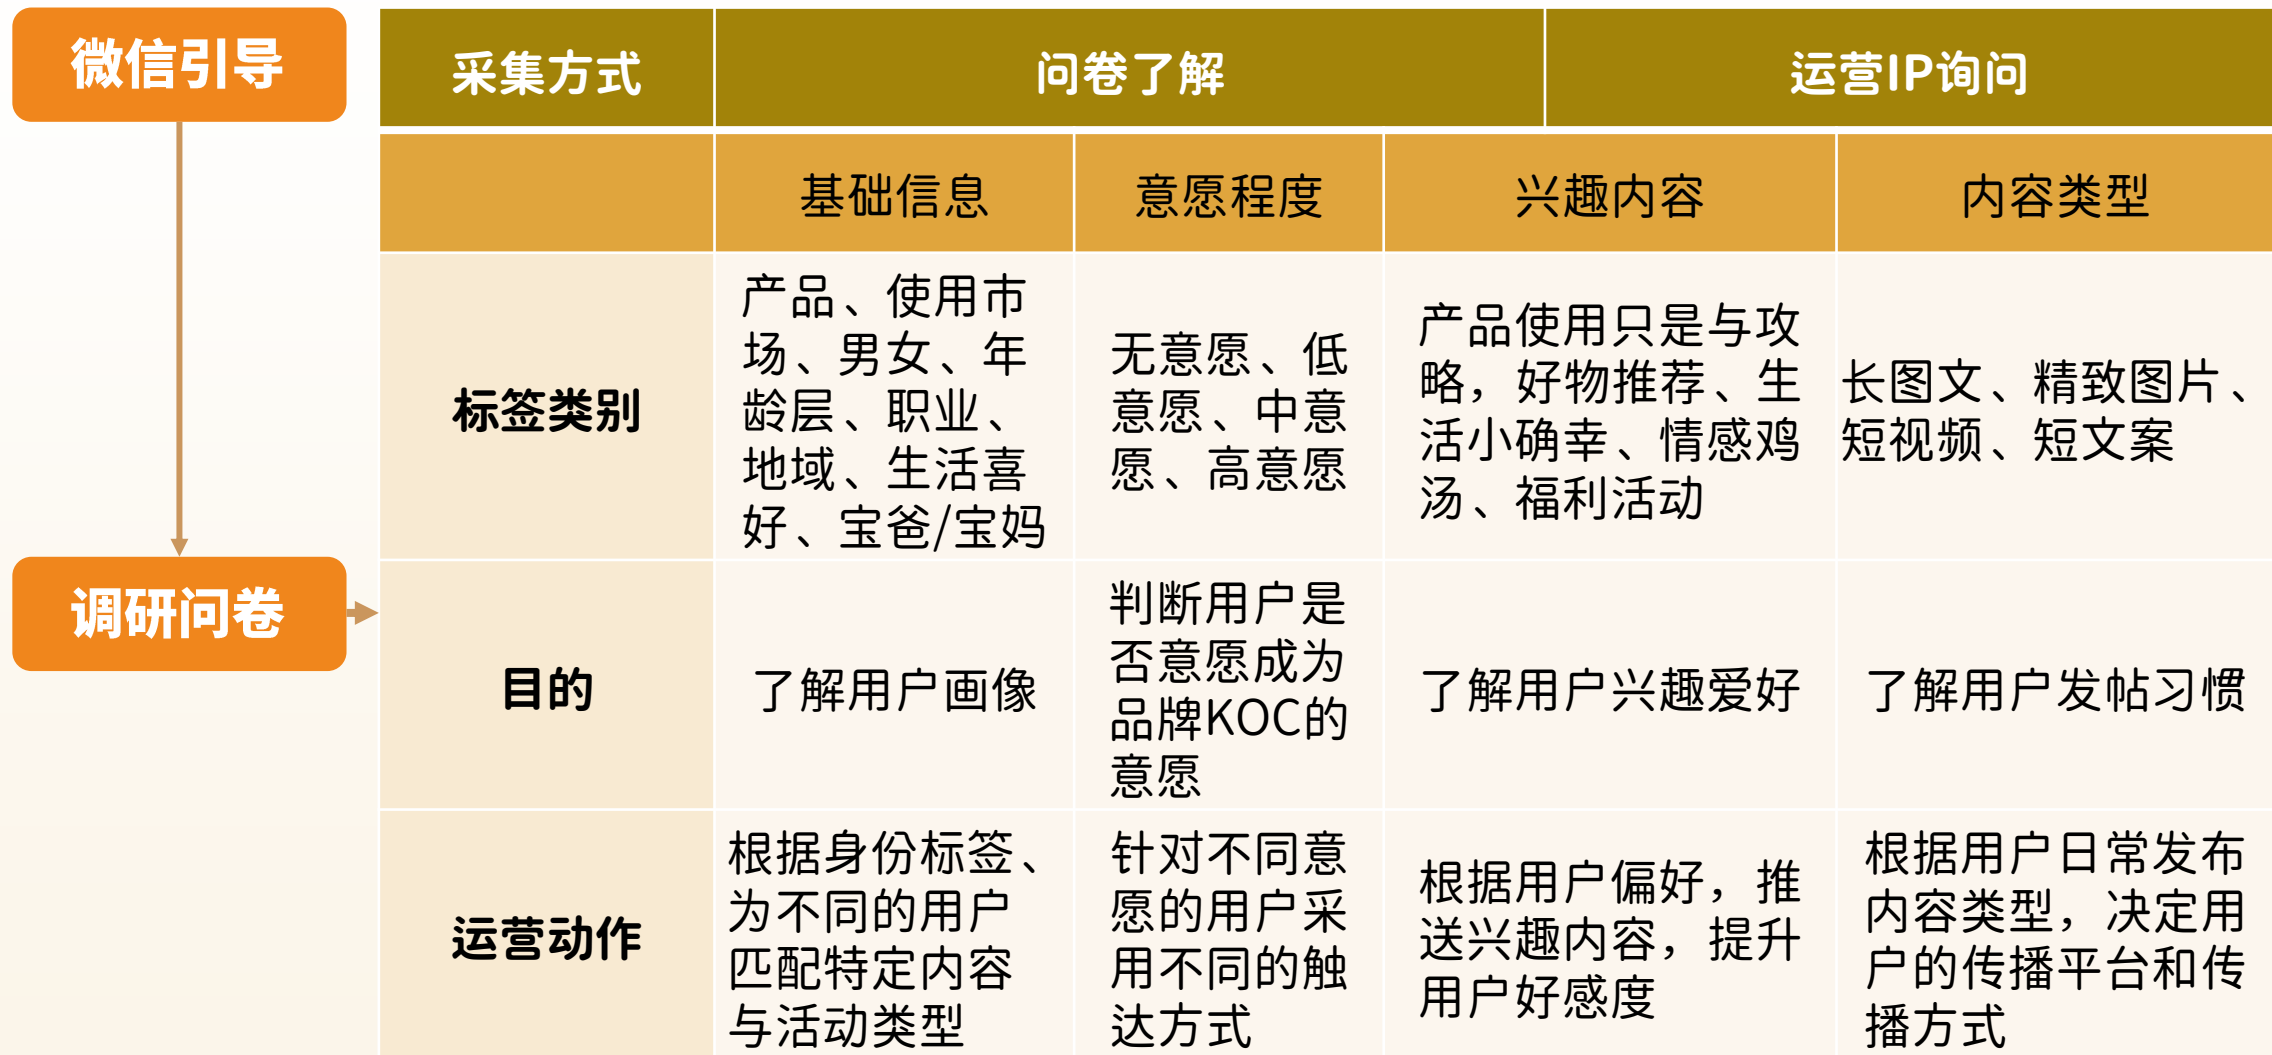 微信引导
调研问卷
采集方式
问卷了解
运营IP询问
基础信息
意愿程度
兴趣内容
内容类型
标签类别
产品、使用市
场、男女、年
龄层、职业、
地域、生活喜
好、宝爸/宝妈
无意愿、低
意愿、中意
愿、高意愿
产品使用只是与攻
略，好物推荐、生
活小确幸、情感鸡
汤、福利活动
长图文、精致图片、
短视频、短文案
目的
了解用户画像
判断用户是
否意愿成为
品牌KOC的
意愿
了解用户兴趣爱好
了解用户发帖习惯
运营动作
根据身份标签、
为不同的用户
匹配特定内容
与活动类型
针对不同意
愿的用户采
用不同的触
达方式
根据用户偏好，推
送兴趣内容，提升
用户好感度
根据用户日常发布
内容类型，决定用
户的传播平台和传
播方式